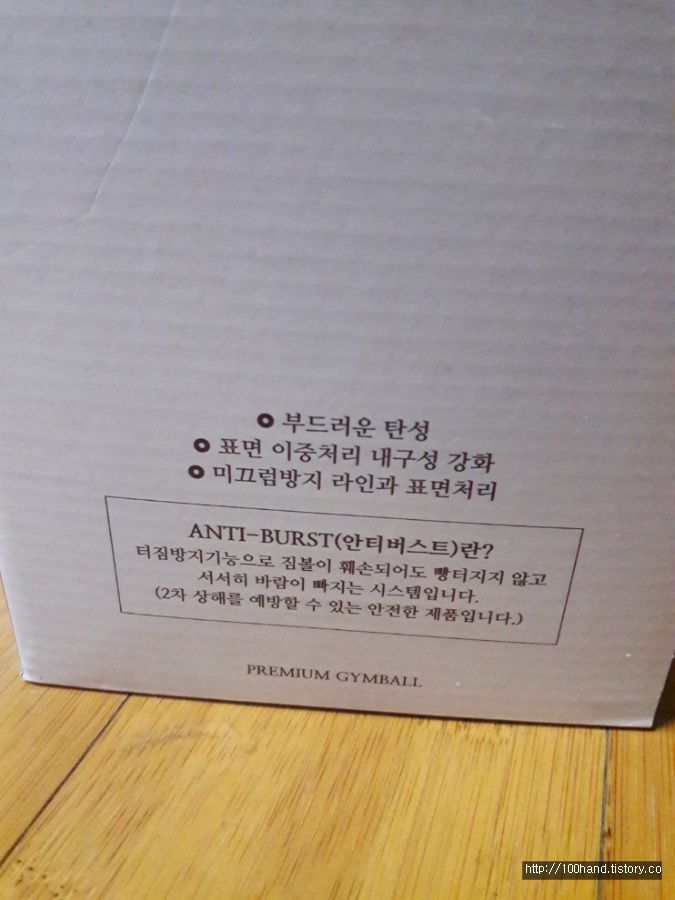 부드러운 탄성
표면 이중처리 내구성 강화
미끄럼방지 라인과 표면처리
ANTI-BURST(안티버스트)란?
터짐방지기능으로 짐볼이 훼손되어도 빵터지지 않고
서서히 바람이 빠지는 시스템입니다.
(2차 상해를 예방할 수 있는 안전한 제품입니다.)
PREMIUM GYMBALL
http://100hand.tistory.co